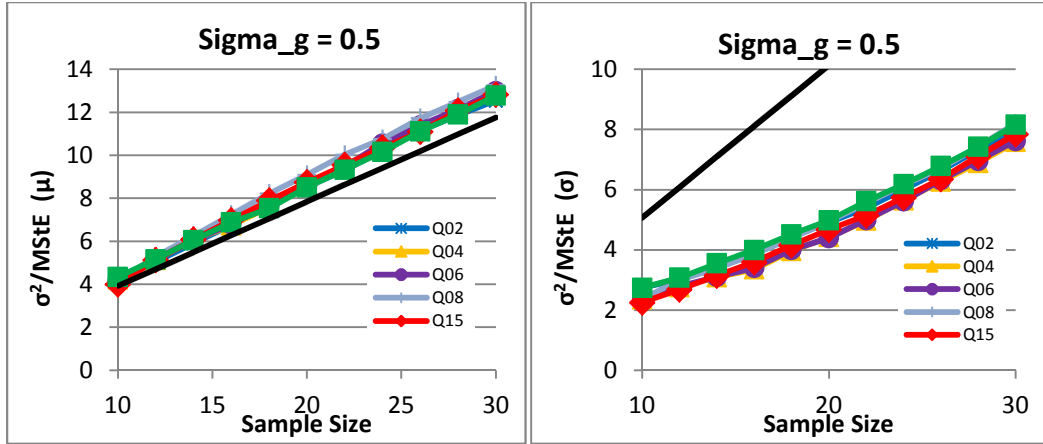 Sigma_g = 0.5
σ²/MStE (μ)
14
12
10
8
6
4
2
0
10
15
20
25
30
Sample Size
Q02
Q04
Q06
Q08
Q15
Sigma_g = 0.5
σ²/MStE (σ)
10
8
6
4
2
0
10
20
30
Sample Size
Q02
Q04
Q06
Q08
Q15